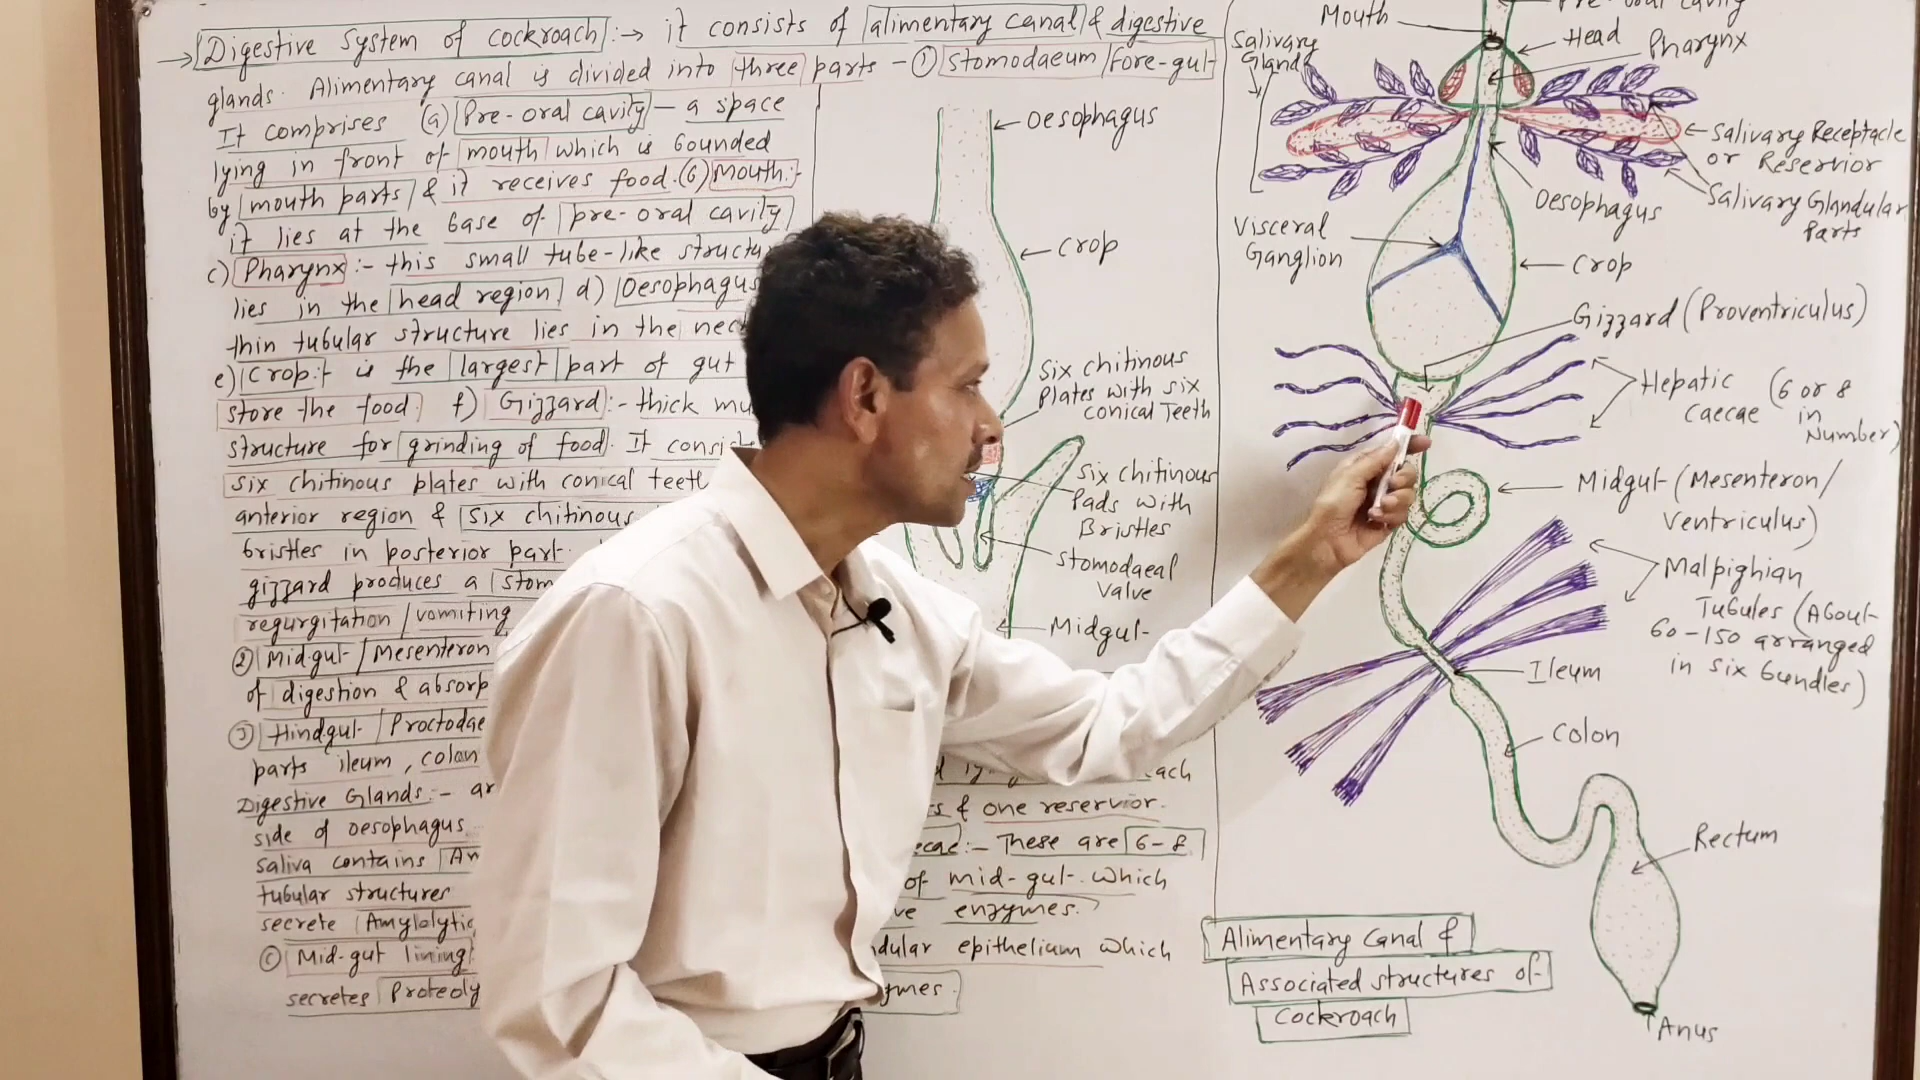 → Digestive System of cockroach :→ it consists of alimentary canal & digestive
glands. Alimentary canal is divided into three parts - ① Stomodaeum / Fore-gut-
It comprises (a) Pre-oral cavity - a space
lying in front of mouth which is bounded
by mouth parts & it receives food. (b) Mouth:-
it lies at the base of pre-oral cavity
c) Pharynx :- this small tube-like
lies in the head region d) Oesophagus
thin tubular structure lies in the
e) Crop: is the largest part of gut
store the food. f) Gizzard :- thick
structure for grinding of food. It
six chitinous plates with conical teeth
anterior region & six chitinous
bristles in posterior part.
gizzard produces a
regurgitation / vomiting
② Midgut / Mesenteron
of digestion &
③ Hindgut /
parts ileum, colon
Digestive Glands:-
side of oesophagus
saliva contains
tubular structures
secrete Amylolytic
© Mid-gut lining
secretes
& one reservior.
These are 6-8
of mid-gut which
enzymes.
epithelium which
Oesophagus
Crop
Six chitinous
Plates with six
conical Teeth
Six chitinous
Pads with
Bristles
Stomodaeal
Valve
Midgut-
Pre-oral cavity
Mouth
Head
Pharynx
Salivary
Glands
Salivary Receptacle
or Reservior
Salivary Glandular
Parts
Oesophagus
Visceral
Ganglion
Crop
Gizzard (Proventriculus)
Hepatic (6 or 8
caecae in
Number)
Midgut (Mesenteron/
Ventriculus)
Malpighian
Tubules (About-
60-150 arranged
in six bundles)
Ileum
Colon
Rectum
Anus
Alimentary Canal &
Associated structures of
Cockroach